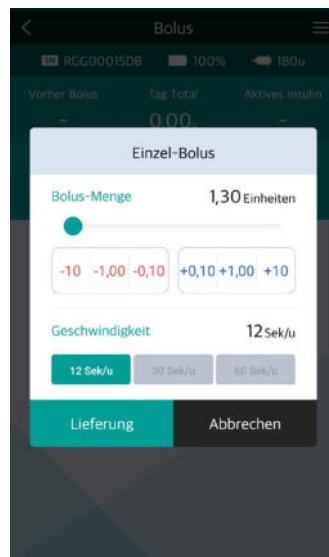 Bolus
SN RGG00015DB 100% 180u
Vorher Bolus Tag Total Aktives Insulin
- 0.00u -
Einzel-Bolus
Bolus-Menge 1,30 Einheiten
-10 -1,00 -0,10 +0,10 +1,00 +10
Geschwindigkeit 12 Sek/u
12 Sek/u 30 Sek/u 60 Sek/u
Lieferung Abbrechen